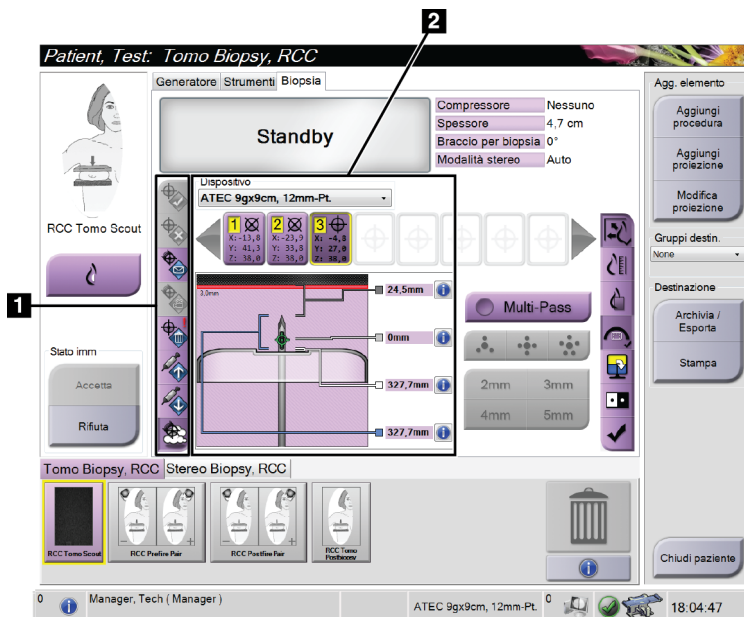 2
Patient, Test: Tomo Biopsy, RCC
Generatore Strumenti Biopsia
Agg. elemento
Standby
Compressore Nessuno
Spessore 4,7 cm
Braccio per biopsia 0°
Modalità stereo Auto
Aggiungi procedura
Aggiungi proiezione
Modifica proiezione
RCC Tomo Scout
Dispositivo
ATEC 9gx9cm, 12mm-Pt.
1 2 3
X:-13,8 X:-23,9 X: -4,8
Y: 41,3 Y: 33,8 Y: 27,0
Z: 38,0 Z: 38,0 Z: 38,0
Gruppi destin.
None
1
3,0mm
24,5mm
0mm
327,7mm
327,7mm
Multi-Pass
2mm 3mm
4mm 5mm
Destinazione
Archivia / Esporta
Stampa
Stato imm
Accetta
Rifiuta
Tomo Biopsy, RCC Stereo Biopsy, RCC
RCC Tomo Scout
RCC Prefire Pair
RCC Postfire Pair
RCC Tomo
Chiudi paziente
0 Manager, Tech ( Manager ) ATEC 9gx9cm, 12mm-Pt. 0 18:04:47